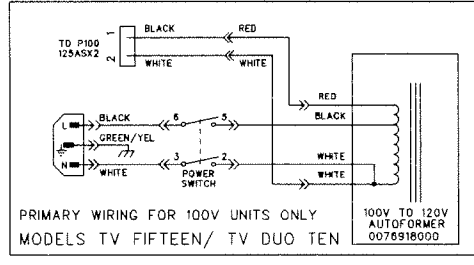 BLACK RED
TO P100
125ASX2
1
2
WHITE WHITE
RED
L BLACK 6 5 BLACK
GREEN/YEL
N WHITE 3 2 WHITE
POWER
SWITCH
WHITE
PRIMARY WIRING FOR 100V UNITS ONLY
MODELS TV FIFTEEN/ TV DUO TEN
100V TO 120V
AUTOFORMER
0076918000